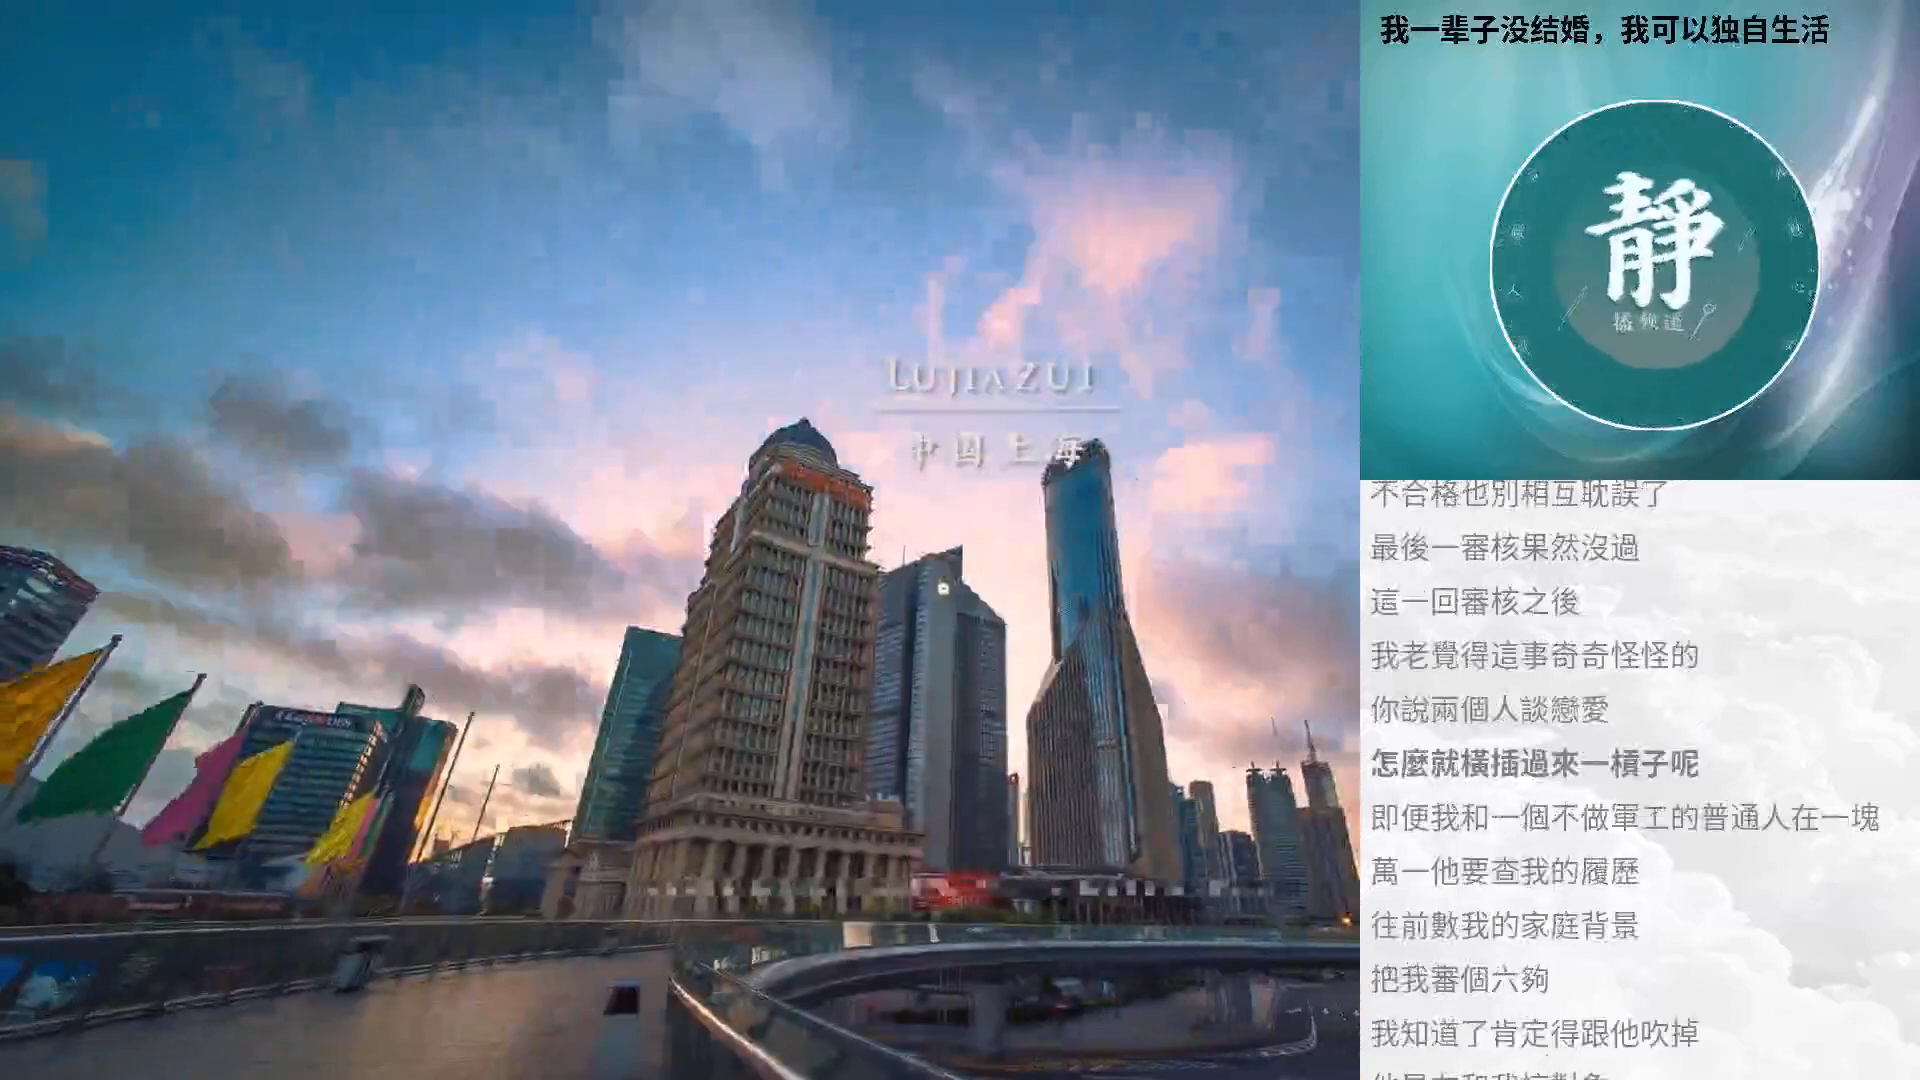 我一辈子没结婚，我可以独自生活
靜
LUJIAZUI
中国 上海
不合格也別相互耽誤了
最後一審核果然沒過
這一回審核之後
我老覺得這事奇奇怪怪的
你說兩個人談戀愛
怎麼就橫插過來一槓子呢
即便我和一個不做軍工的普通人在一塊
萬一他要查我的履歷
往前數我的家庭背景
把我審個六夠
我知道了肯定得跟他吹掉